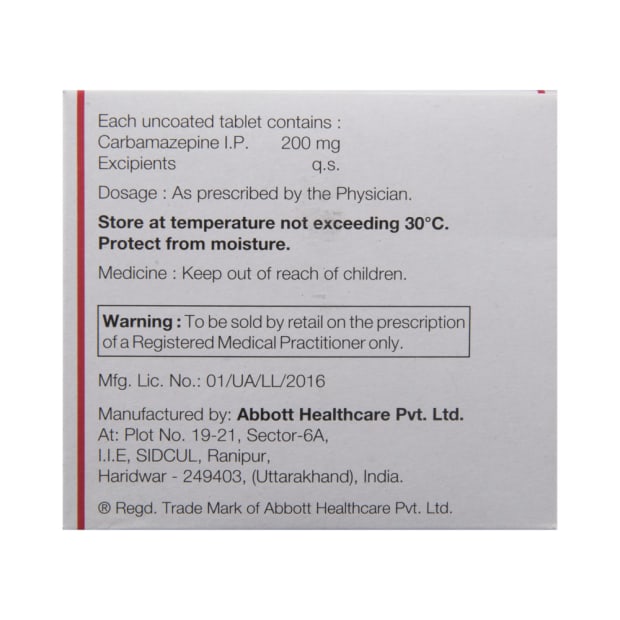 Each uncoated tablet contains :
Carbamazepine I.P. 200 mg
Excipients q.s.
Dosage : As prescribed by the Physician.
Store at temperature not exceeding 30°C.
Protect from moisture.
Medicine : Keep out of reach of children.
Warning : To be sold by retail on the prescription
of a Registered Medical Practitioner only.
Mfg. Lic. No.: 01/UA/LL/2016
Manufactured by: Abbott Healthcare Pvt. Ltd.
At: Plot No. 19-21, Sector-6A,
I.I.E, SIDCUL, Ranipur,
Haridwar - 249403, (Uttarakhand), India.
® Regd. Trade Mark of Abbott Healthcare Pvt. Ltd.